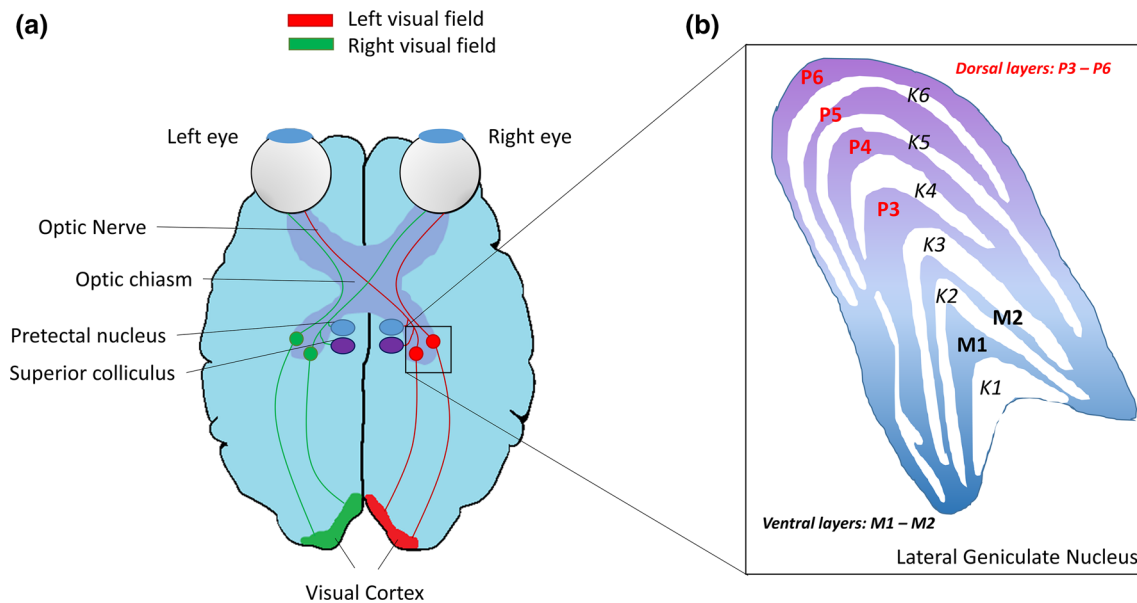 (a)
Left visual field
Right visual field
Left eye
Right eye
Optic Nerve
Optic chiasm
Pretectal nucleus
Superior colliculus
Visual Cortex
(b)
Dorsal layers: P3 – P6
P6
K6
P5
K5
P4
K4
P3
K3
K2
M2
M1
K1
Ventral layers: M1 – M2
Lateral Geniculate Nucleus